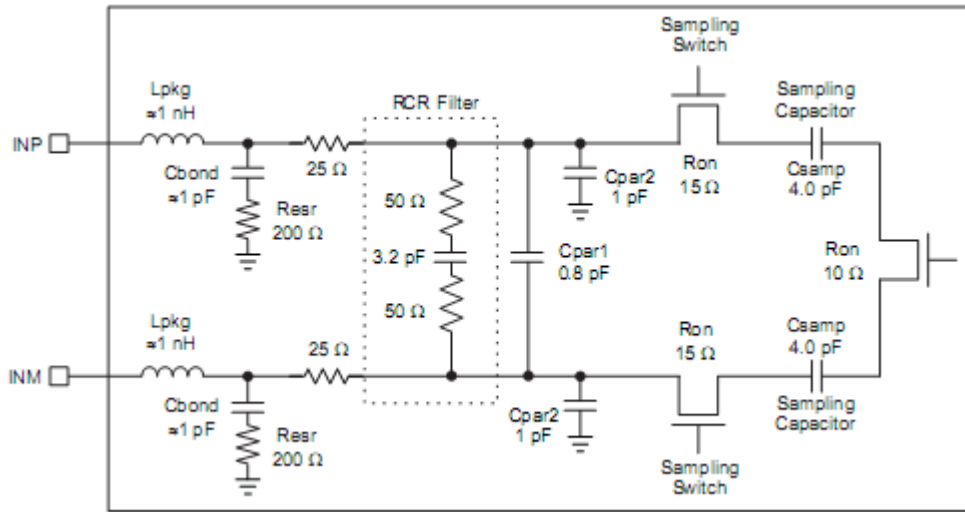 Sampling
Switch
Lpkg
≈1 nH
RCR Filter
Sampling
Capacitor
INP
25 Ω
Cbond
≈1 pF
Resr
200 Ω
50 Ω
3.2 pF
50 Ω
Cpar2
1 pF
Cpar1
0.8 pF
Ron
15 Ω
Csamp
4.0 pF
Ron
10 Ω
Lpkg
≈1 nH
25 Ω
Ron
15 Ω
Csamp
4.0 pF
INM
Cbond
≈1 pF
Resr
200 Ω
Cpar2
1 pF
Sampling
Capacitor
Sampling
Switch